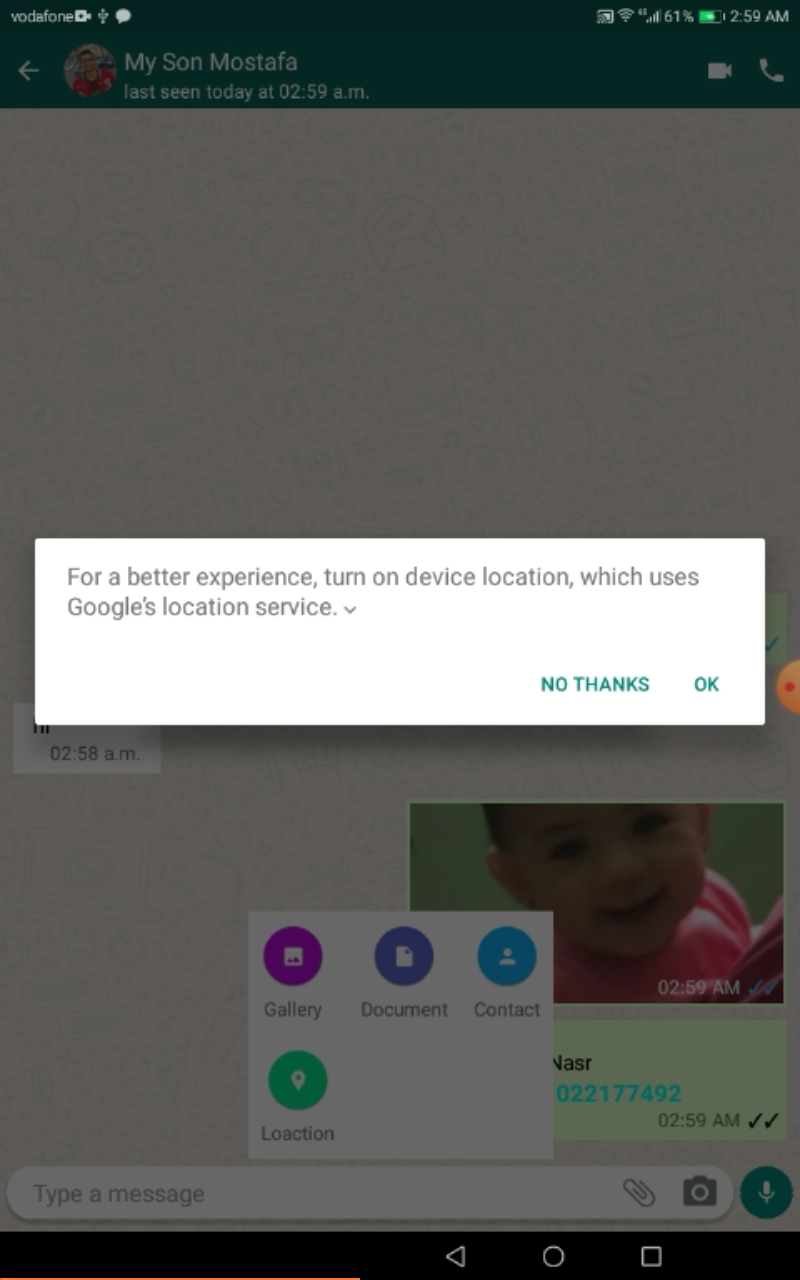 vodafone 61% 2:59 AM
My Son Mostafa
last seen today at 02:59 a.m.
For a better experience, turn on device location, which uses
Google's location service.
NO THANKS OK
02:58 a.m.
02:59 AM
Gallery Document Contact
Nasr
022177492
02:59 AM
Loaction
Type a message